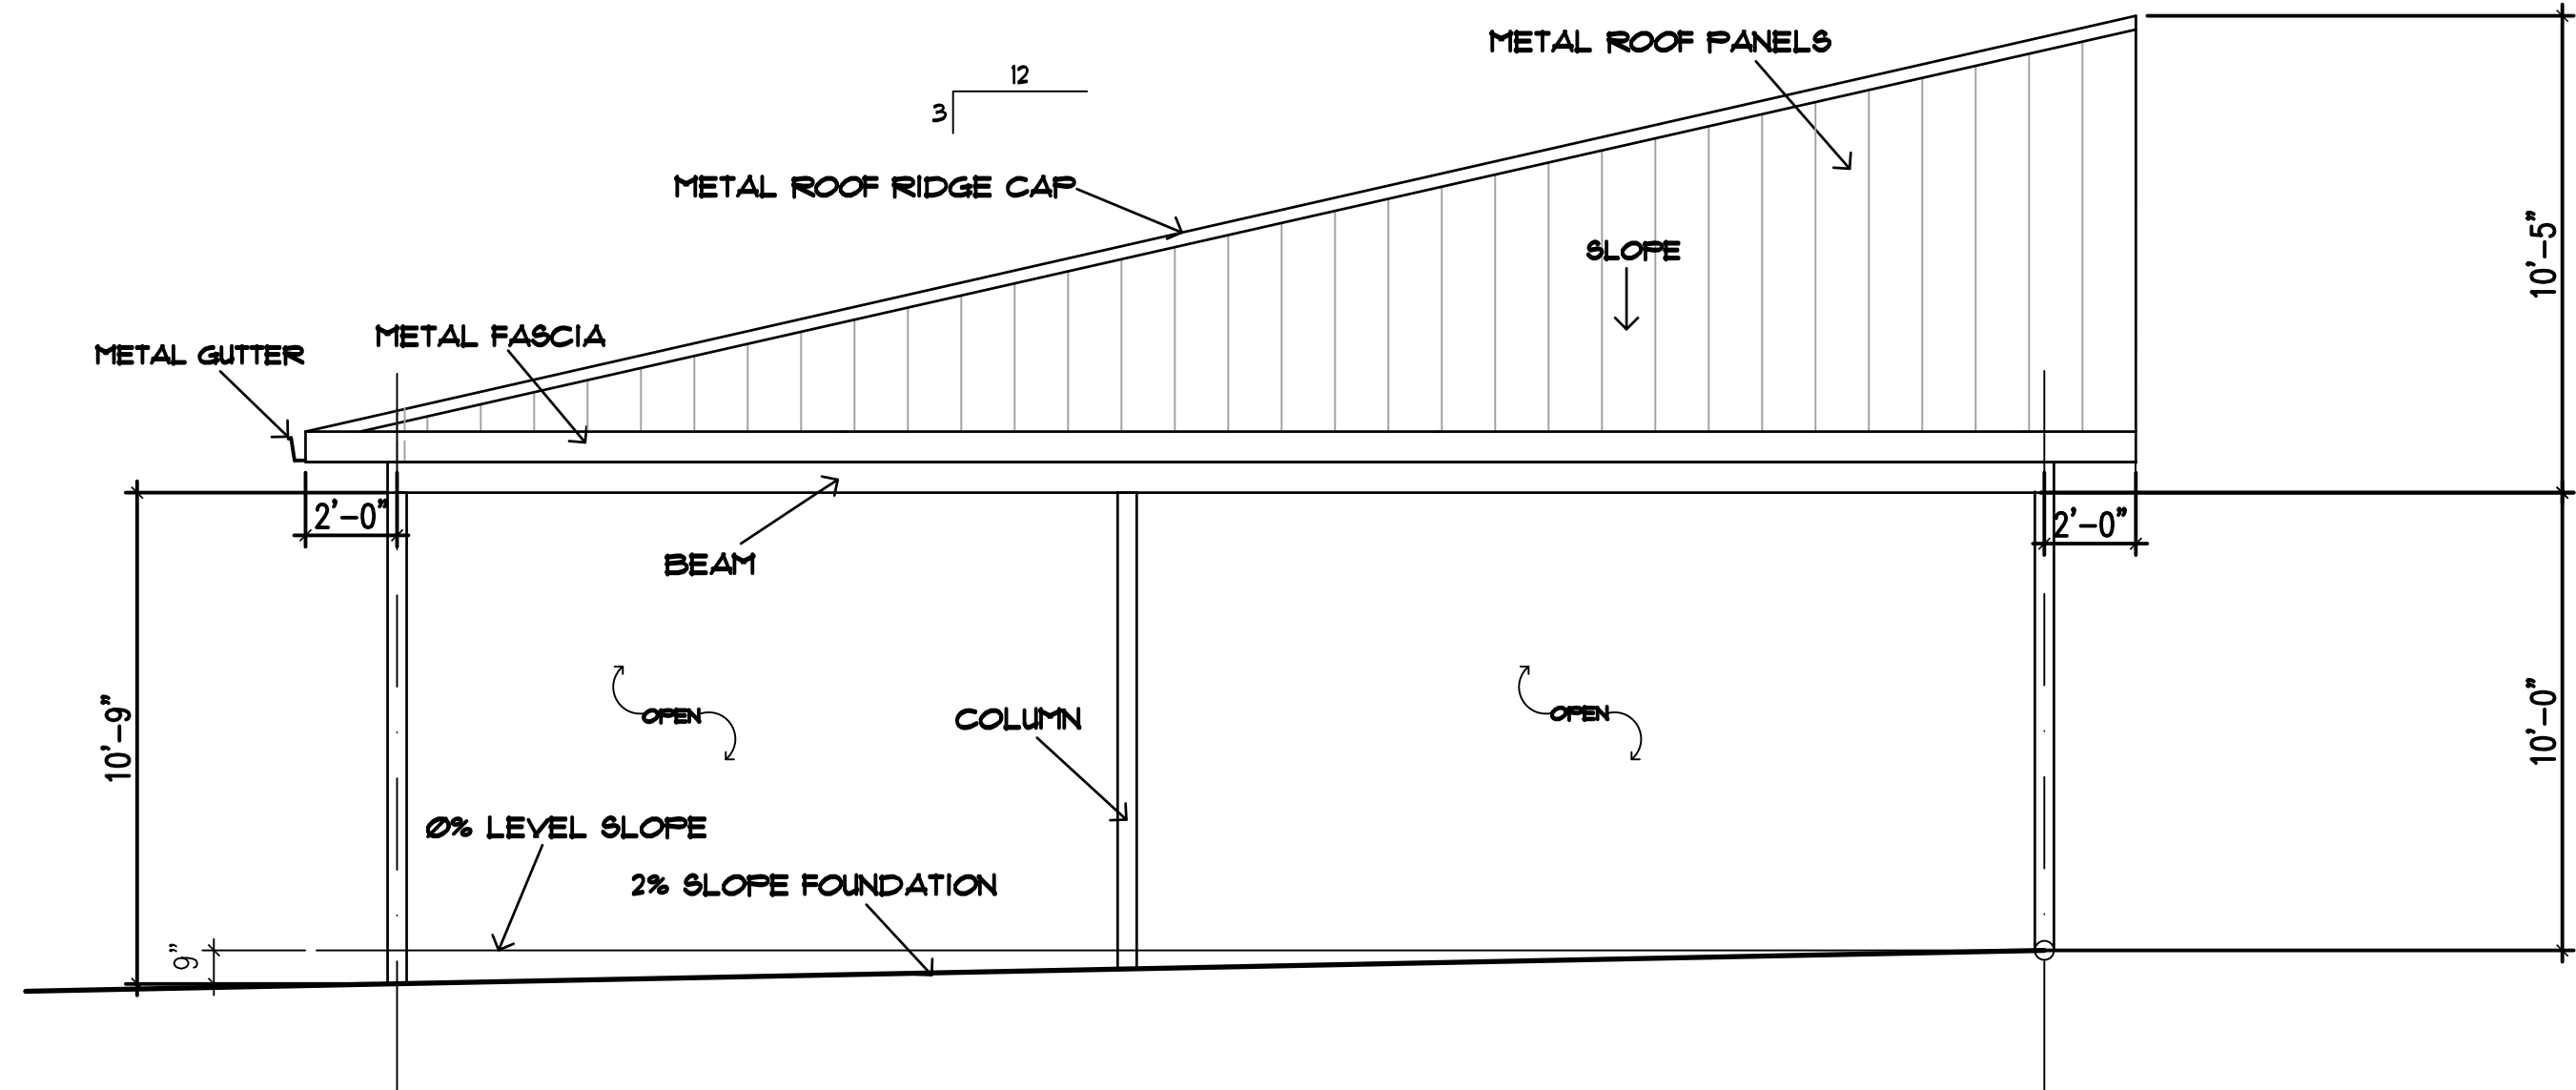 METAL ROOF PANELS
12
3
METAL ROOF RIDGE CAP
10'-5"
SLOPE
METAL FASCIA
METAL GUTTER
2'-0"
2'-0"
BEAM
10'-9"
OPEN
COLUMN
OPEN
10'-0"
0% LEVEL SLOPE
2% SLOPE FOUNDATION
9"